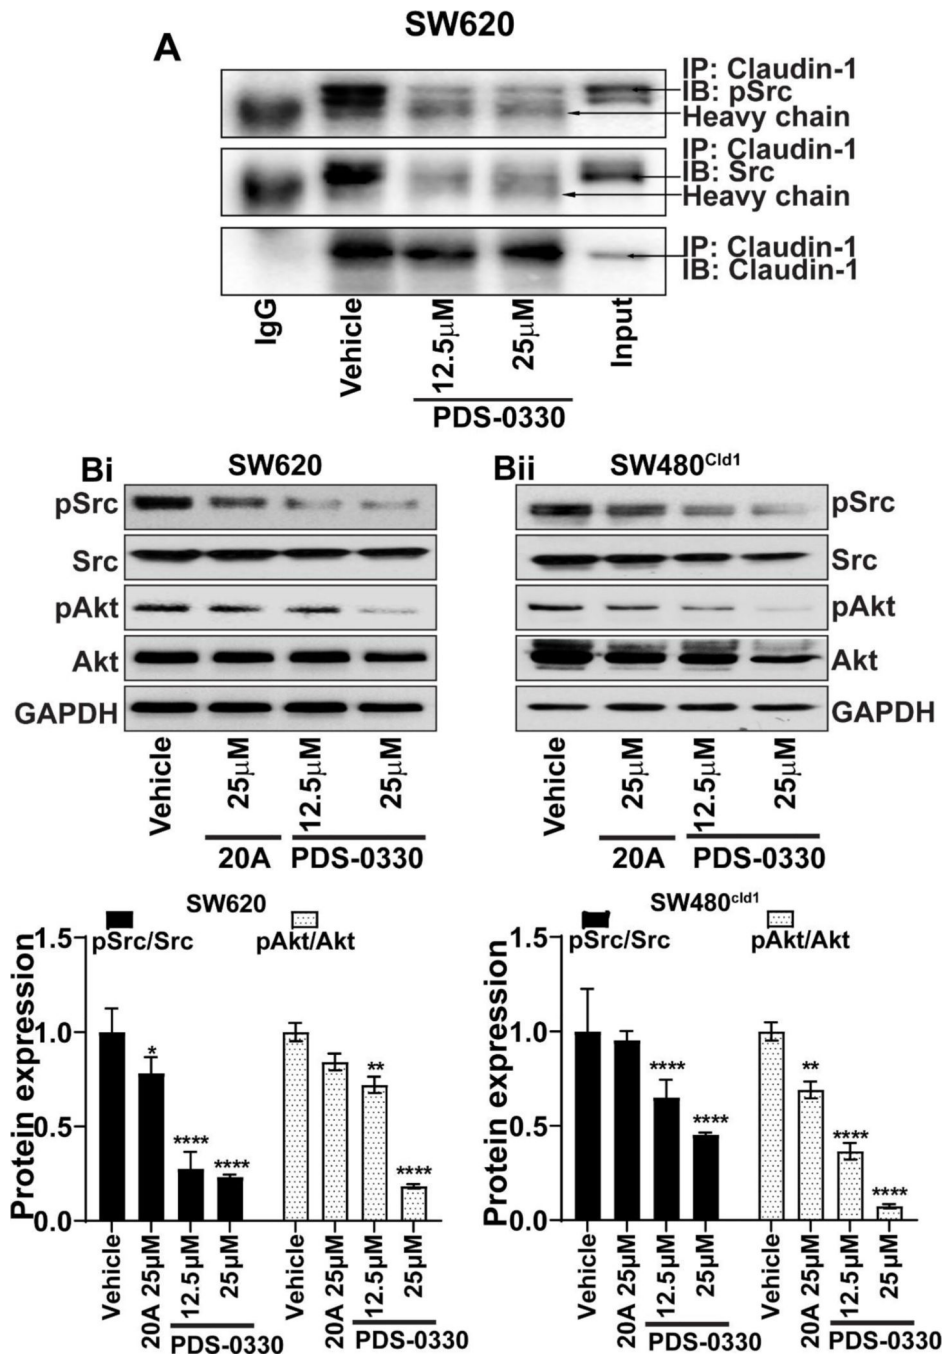 SW620
A
IP: Claudin-1
IB: pSrc
Heavy chain
IP: Claudin-1
IB: Src
Heavy chain
IP: Claudin-1
IB: Claudin-1
IgG
Vehicle
12.5µM
25µM
Input
PDS-0330
Bi
SW620
pSrc
Src
pAkt
Akt
GAPDH
Vehicle
25µM
12.5µM
25µM
20A
PDS-0330
Bii
SW480Cld1
pSrc
Src
pAkt
Akt
GAPDH
Vehicle
25µM
12.5µM
25µM
20A
PDS-0330
SW620
pSrc/Src
pAkt/Akt
Protein expression
1.5
1.0
0.5
0.0
*
****
****
**
****
Vehicle
20A 25µM
12.5µM
25µM
PDS-0330
Vehicle
20A 25µM
12.5µM
25µM
PDS-0330
SW480cld1
pSrc/Src
pAkt/Akt
Protein expression
1.5
1.0
0.5
0.0
****
****
**
****
****
Vehicle
20A 25µM
12.5µM
25µM
PDS-0330
Vehicle
20A 25µM
12.5µM
25µM
PDS-0330